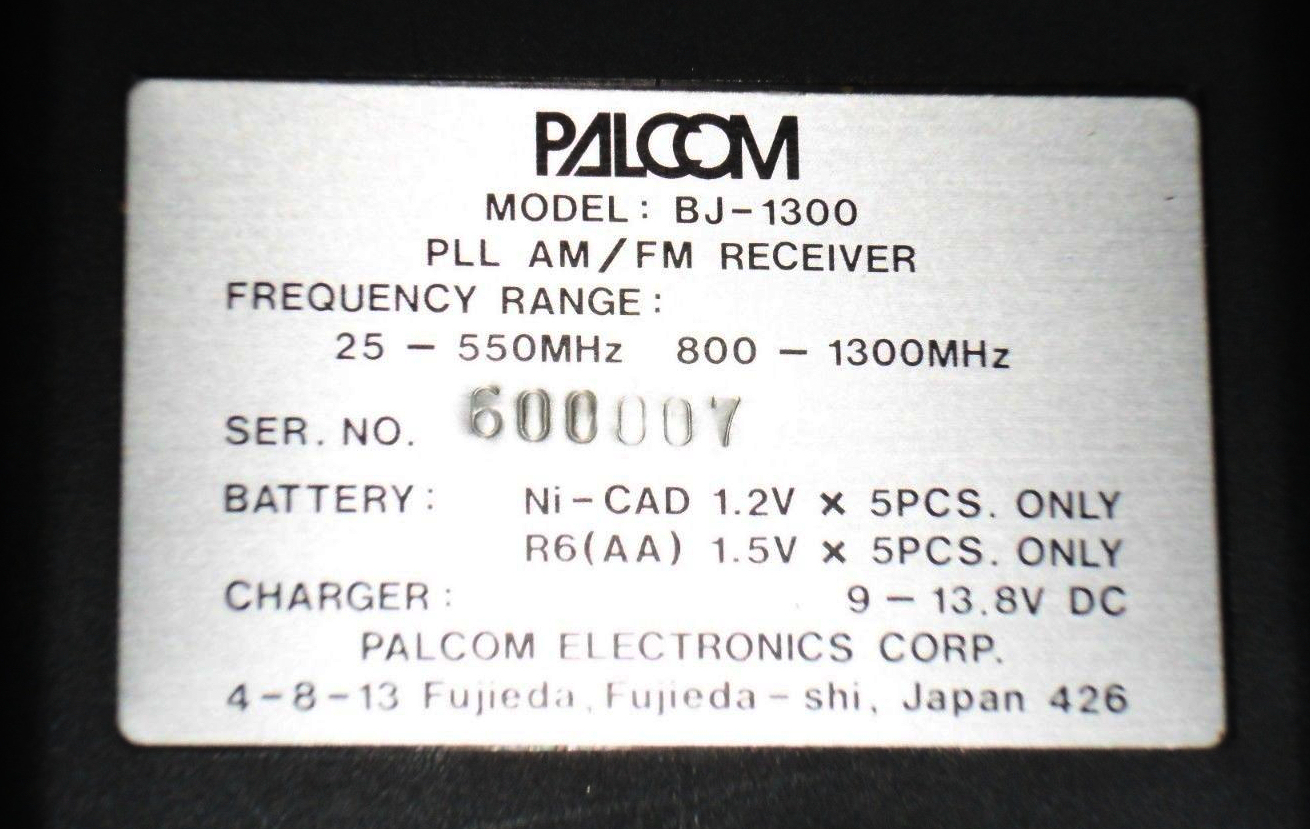 PALCOM
MODEL: BJ-1300
PLL AM/FM RECEIVER
FREQUENCY RANGE:
25 - 550MHz 800 - 1300MHz
SER. NO. 600007
BATTERY: Ni-CAD 1.2V × 5PCS. ONLY
R6(AA) 1.5V × 5PCS. ONLY
CHARGER: 9 - 13.8V DC
PALCOM ELECTRONICS CORP.
4-8-13 Fujieda, Fujieda-shi, Japan 426